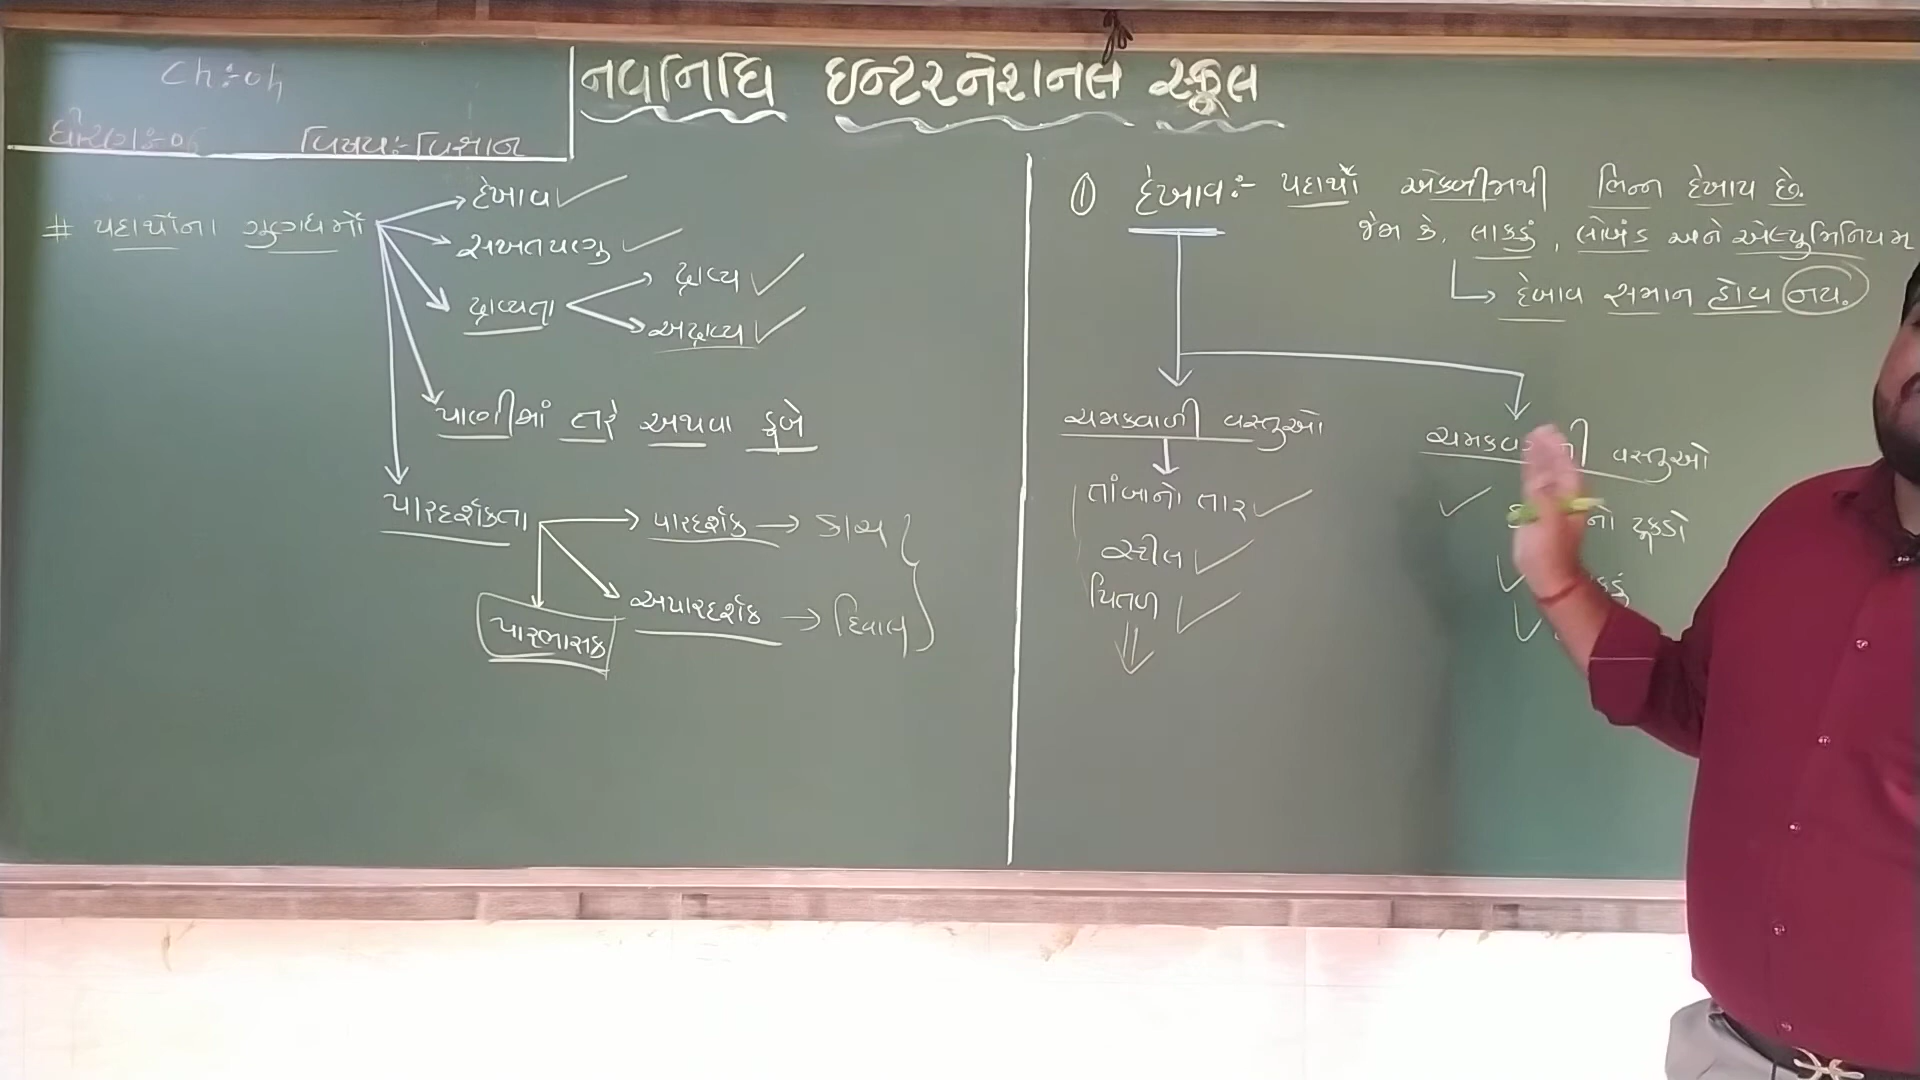 Ch:-04
ધોરણ:-06 વિષય:-વિજ્ઞાન
નવનિધિ ઇન્ટરનેશનલ સ્કૂલ
# પદાર્થોના ગુણધર્મો
દેખાવ
સખતપણુ
દ્રાવ્યતા
દ્રાવ્ય
અદ્રાવ્ય
પાણીમાં તરે અથવા ડૂબે
પારદર્શકતા
પારદર્શક → કાચ
અપારદર્શક → દિવાલ
પારભાસક
① દેખાવ:- પદાર્થો એકબીજાથી ભિન્ન દેખાય છે.
જેમ કે, લાકડું, લોખંડ અને એલ્યુમિનિયમ
દેખાવ સમાન હોય નય.
ચમકવાળી વસ્તુઓ
તાંબાનો તાર
સ્ટીલ
પિતળ
વસ્તુઓ
ટૂકડો